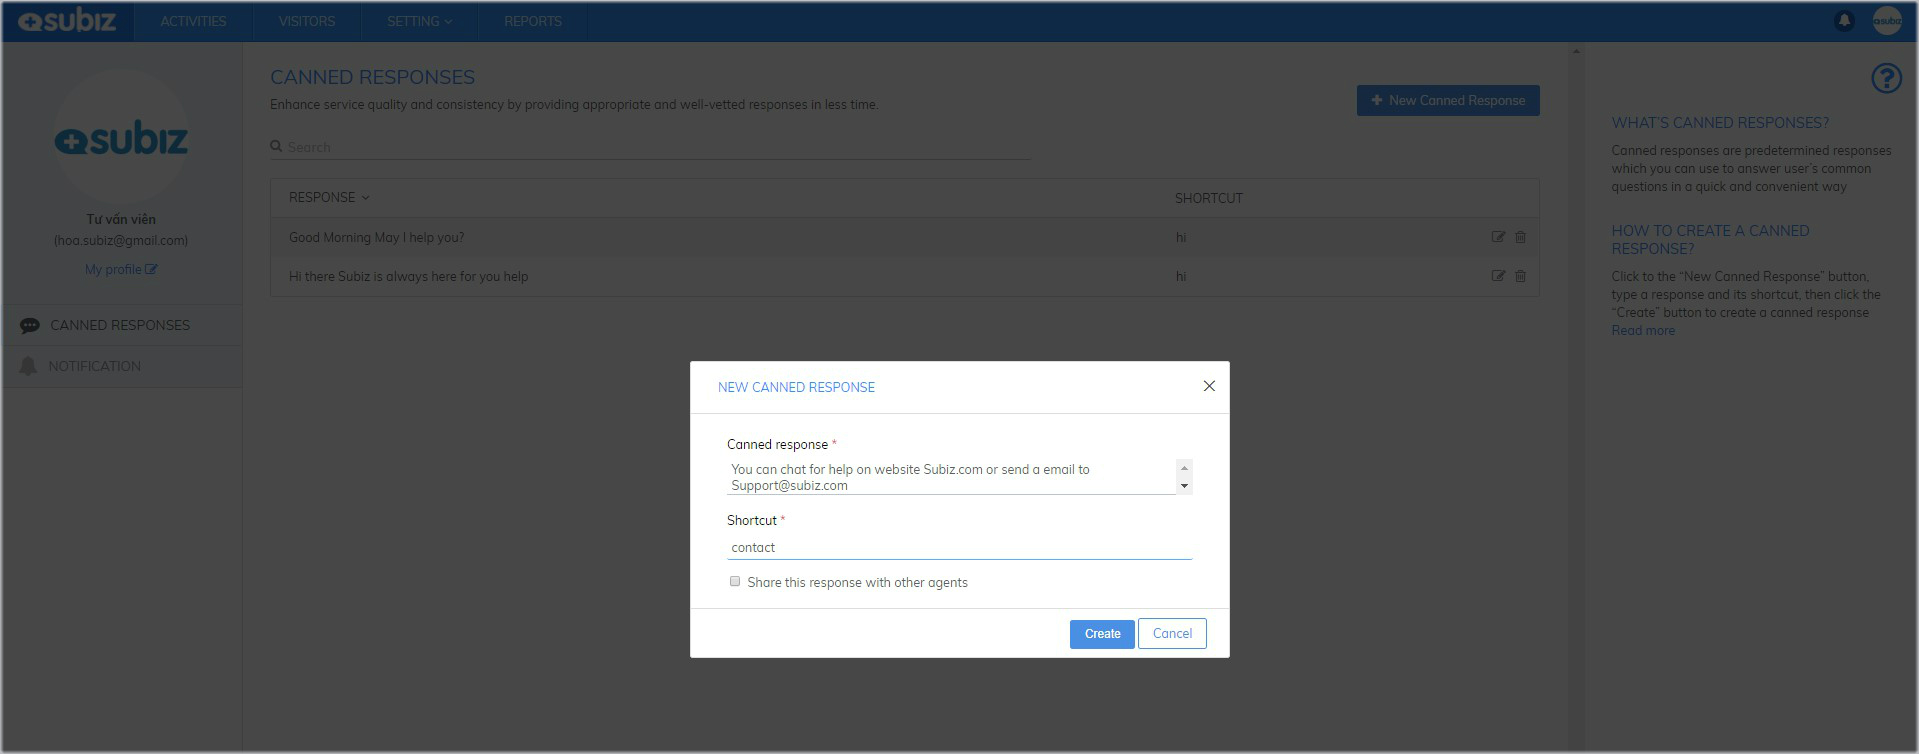 subiz
ACTIVITIES
VISITORS
SETTING
REPORTS
subiz
subiz
Tư vấn viên
(hoa.subiz@gmail.com)
My profile
CANNED RESPONSES
NOTIFICATION
CANNED RESPONSES
Enhance service quality and consistency by providing appropriate and well-vetted responses in less time.
New Canned Response
Search
RESPONSE
SHORTCUT
Good Morning May I help you?
hi
Hi there Subiz is always here for you help
hi
WHAT'S CANNED RESPONSES?
Canned responses are predetermined responses
which you can use to answer user's common
questions in a quick and convenient way
HOW TO CREATE A CANNED
RESPONSE?
Click to the “New Canned Response” button,
type a response and its shortcut, then click the
“Create” button to create a canned response
Read more
NEW CANNED RESPONSE
Canned response *
You can chat for help on website Subiz.com or send a email to
Support@subiz.com
Shortcut *
contact
Share this response with other agents
Create
Cancel